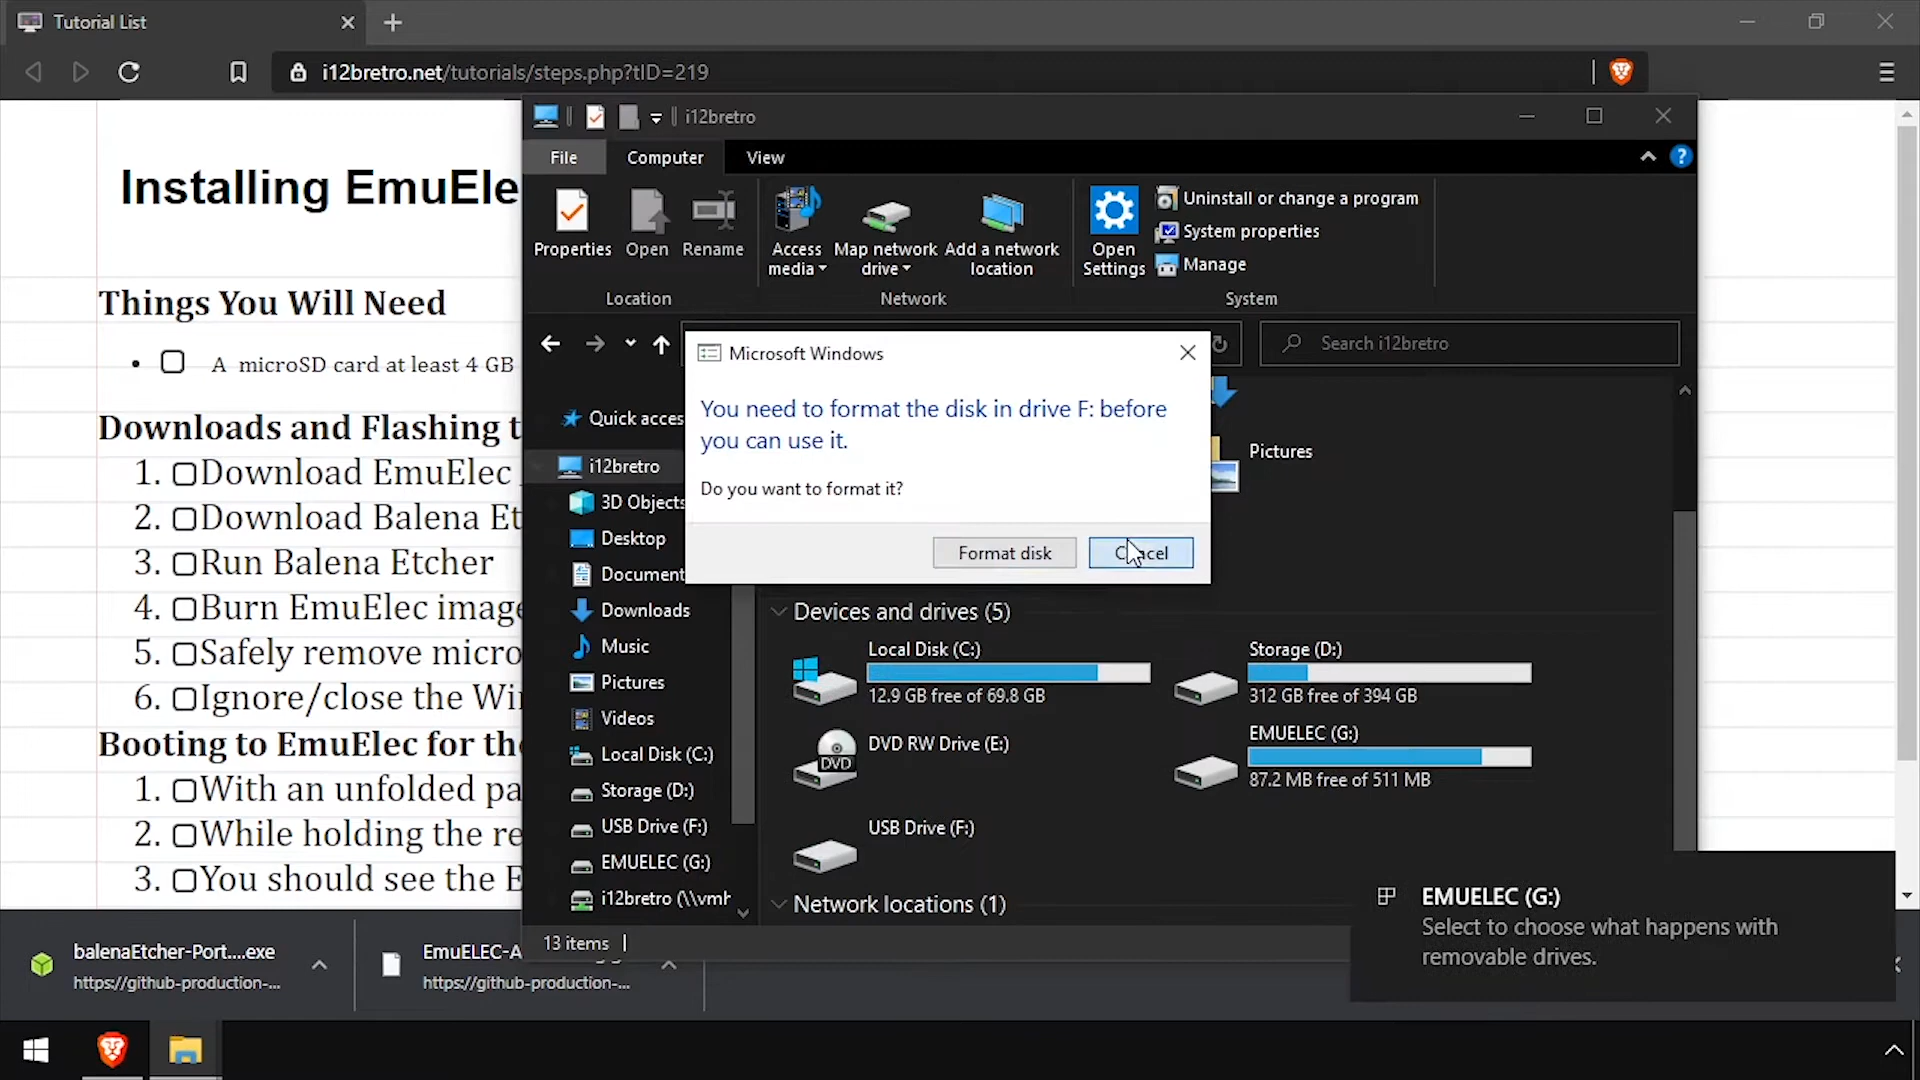 Tutorial List
i12bretro.net/tutorials/steps.php?tID=219
Installing EmuEle
Things You Will Need
A microSD card at least 4 GB
Downloads and Flashing t
1. Download EmuElec
2. Download Balena Et
3. Run Balena Etcher
4. Burn EmuElec image
5. Safely remove micro
6. Ignore/close the Wi
Booting to EmuElec for the
1. With an unfolded pa
2. While holding the re
3. You should see the E
i12bretro
File
Computer
View
Properties
Open
Rename
Access media
Map network drive
Add a network location
Open Settings
Uninstall or change a program
System properties
Manage
Location
Network
System
Search i12bretro
Quick acces
i12bretro
3D Objects
Desktop
Document
Downloads
Music
Pictures
Videos
Local Disk (C:)
Storage (D:)
USB Drive (F:)
EMUELEC (G:)
i12bretro (\\vmh
Microsoft Windows
You need to format the disk in drive F: before
you can use it.
Do you want to format it?
Format disk
Cancel
Pictures
Devices and drives (5)
Local Disk (C:)
12.9 GB free of 69.8 GB
Storage (D:)
312 GB free of 394 GB
DVD RW Drive (E:)
DVD
EMUELEC (G:)
87.2 MB free of 511 MB
USB Drive (F:)
Network locations (1)
13 items
EMUELEC (G:)
Select to choose what happens with
removable drives.
balenaEtcher-Port....exe
https://github-production-...
EmuELEC-A
https://github-production-...